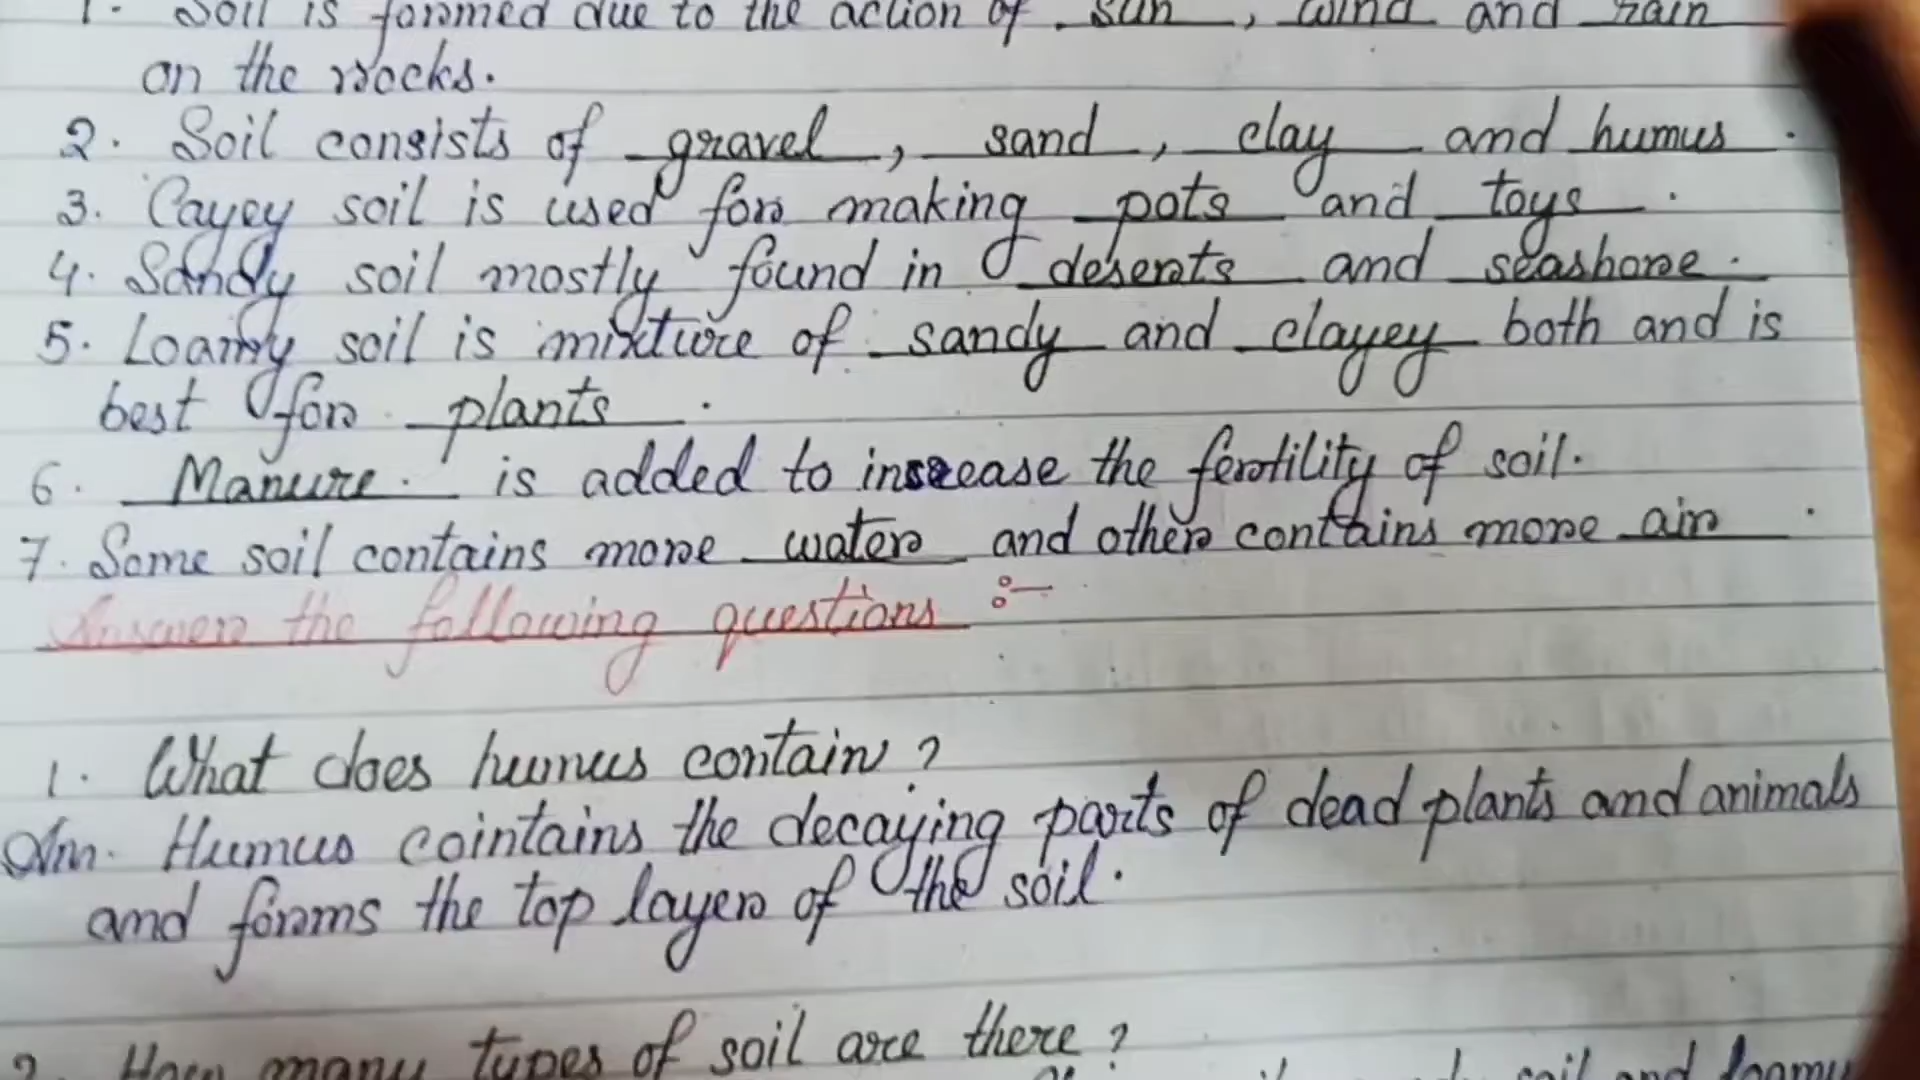 1. Soil is formed due to the action of sun, wind and rain
on the rocks.
2. Soil consists of gravel, sand, clay and humus.
3. Cayey soil is used for making pots and toys.
4. Sandy soil mostly found in deserts and seashore.
5. Loamy soil is mixture of sandy and clayey both and is
best for plants.
6. Manure is added to increase the fertility of soil.
7. Some soil contains more water and other contains more air.
Answer the following questions :-
1. What does humus contain?
Ans. Humus cointains the decaying parts of dead plants and animals
and forms the top layer of the soil.
2. How many types of soil are there?
soil and loamy